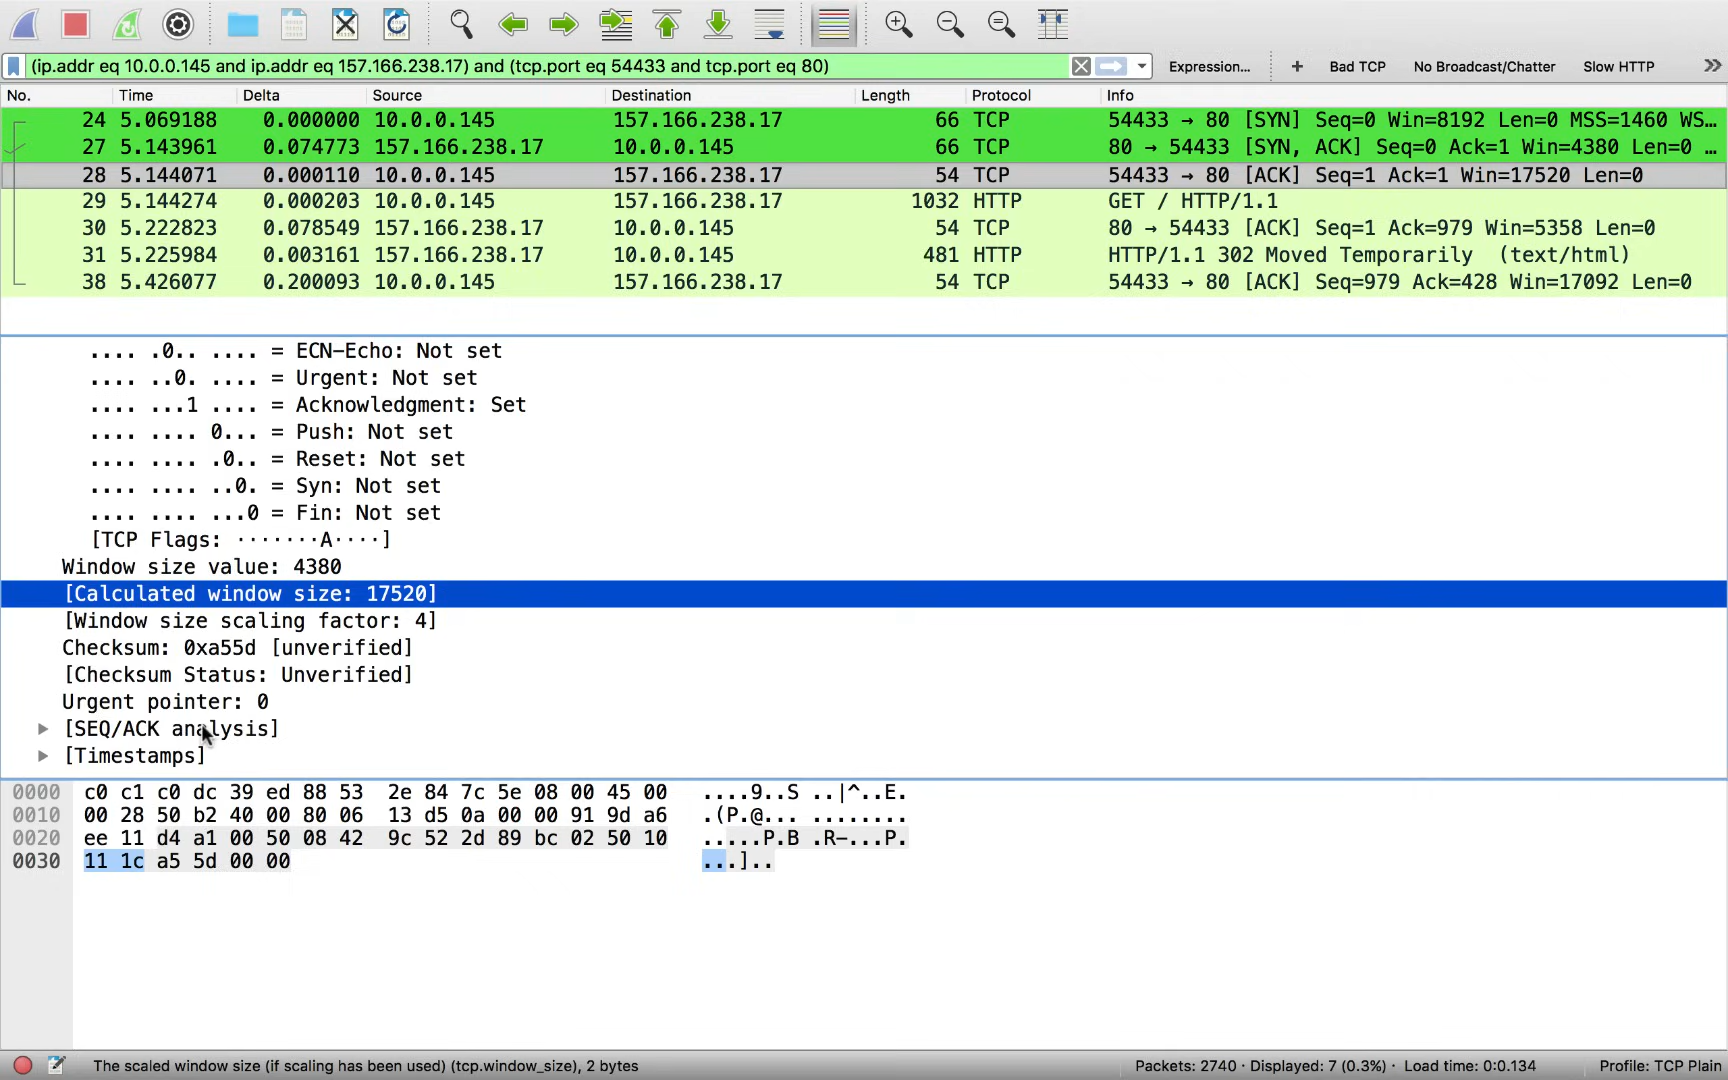 (ip.addr eq 10.0.0.145 and ip.addr eq 157.166.238.17) and (tcp.port eq 54433 and tcp.port eq 80) Expression... + Bad TCP No Broadcast/Chatter Slow HTTP
No. Time Delta Source Destination Length Protocol Info
24 5.069188 0.000000 10.0.0.145 157.166.238.17 66 TCP 54433 → 80 [SYN] Seq=0 Win=8192 Len=0 MSS=1460 WS…
27 5.143961 0.074773 157.166.238.17 10.0.0.145 66 TCP 80 → 54433 [SYN, ACK] Seq=0 Ack=1 Win=4380 Len=0 …
28 5.144071 0.000110 10.0.0.145 157.166.238.17 54 TCP 54433 → 80 [ACK] Seq=1 Ack=1 Win=17520 Len=0
29 5.144274 0.000203 10.0.0.145 157.166.238.17 1032 HTTP GET / HTTP/1.1
30 5.222823 0.078549 157.166.238.17 10.0.0.145 54 TCP 80 → 54433 [ACK] Seq=1 Ack=979 Win=5358 Len=0
31 5.225984 0.003161 157.166.238.17 10.0.0.145 481 HTTP HTTP/1.1 302 Moved Temporarily  (text/html)
38 5.426077 0.200093 10.0.0.145 157.166.238.17 54 TCP 54433 → 80 [ACK] Seq=979 Ack=428 Win=17092 Len=0
.... .0.. .... = ECN-Echo: Not set
.... ..0. .... = Urgent: Not set
.... ...1 .... = Acknowledgment: Set
.... .... 0... = Push: Not set
.... .... .0.. = Reset: Not set
.... .... ..0. = Syn: Not set
.... .... ...0 = Fin: Not set
[TCP Flags: ·······A····]
Window size value: 4380
[Calculated window size: 17520]
[Window size scaling factor: 4]
Checksum: 0xa55d [unverified]
[Checksum Status: Unverified]
Urgent pointer: 0
[SEQ/ACK analysis]
[Timestamps]
0000 c0 c1 c0 dc 39 ed 88 53 2e 84 7c 5e 08 00 45 00 ....9..S ..|^..E.
0010 00 28 50 b2 40 00 80 06 13 d5 0a 00 00 91 9d a6 .(P.@... ........
0020 ee 11 d4 a1 00 50 08 42 9c 52 2d 89 bc 02 50 10 .....P.B .R-...P.
0030 11 1c a5 5d 00 00 ...]..
The scaled window size (if scaling has been used) (tcp.window_size), 2 bytes Packets: 2740 · Displayed: 7 (0.3%) · Load time: 0:0.134 Profile: TCP Plain